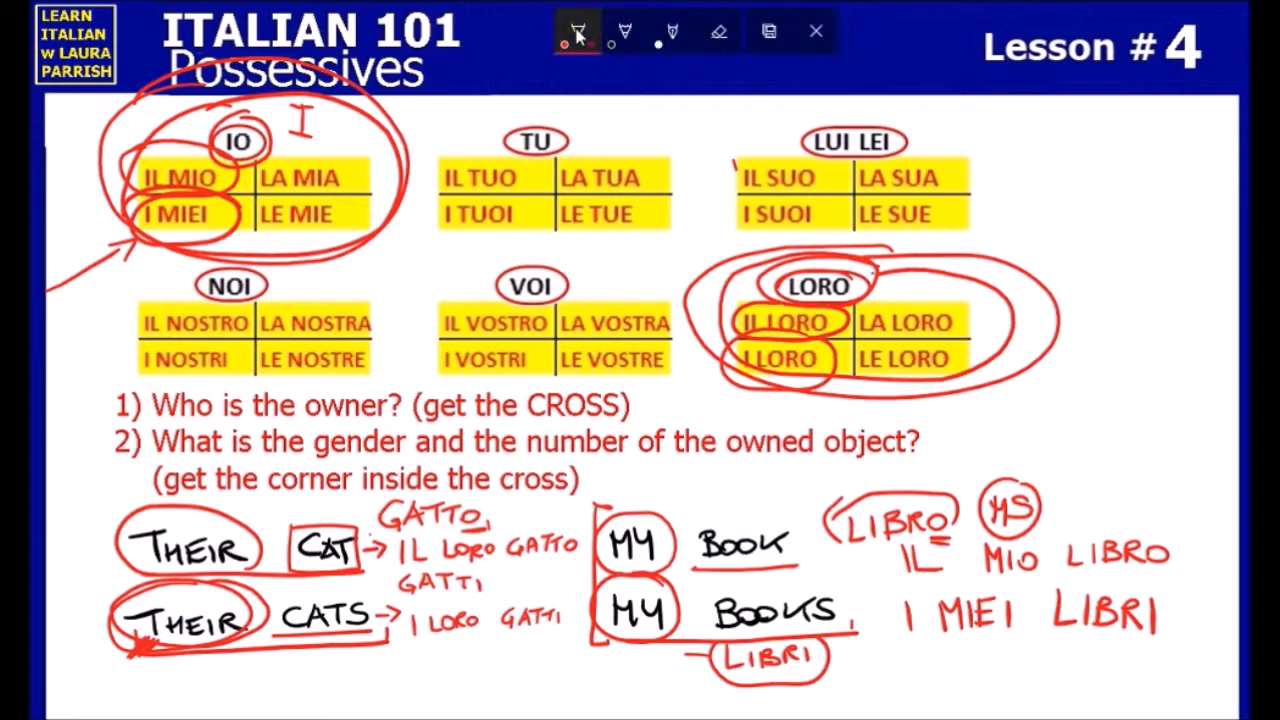 LEARN
ITALIAN
w LAURA
PARRISH
ITALIAN 101
Possessives
Lesson # 4
I
IO
IL MIO LA MIA
I MIEI LE MIE
TU
IL TUO LA TUA
I TUOI LE TUE
LUI LEI
IL SUO LA SUA
I SUOI LE SUE
NOI
IL NOSTRO LA NOSTRA
I NOSTRI LE NOSTRE
VOI
IL VOSTRO LA VOSTRA
I VOSTRI LE VOSTRE
LORO
IL LORO LA LORO
I LORO LE LORO
1) Who is the owner? (get the CROSS)
2) What is the gender and the number of the owned object?
(get the corner inside the cross)
GATTO
THEIR CAT → IL LORO GATTO
GATTI
THEIR CATS → I LORO GATTI
LIBRO MS
MY BOOK IL MIO LIBRO
MY BOOKS I MIEI LIBRI
LIBRI